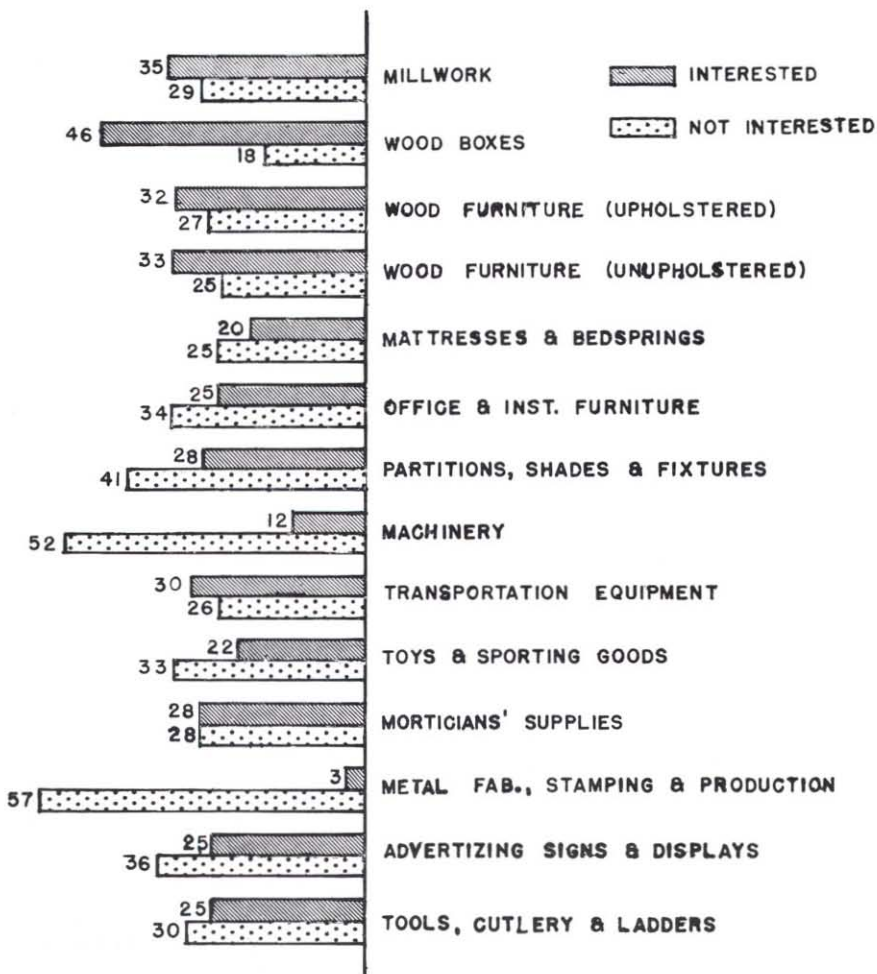 35
29
MILLWORK
INTERESTED
NOT INTERESTED
46
18
WOOD BOXES
32
27
WOOD FURNITURE (UPHOLSTERED)
33
25
WOOD FURNITURE (UNUPHOLSTERED)
20
25
MATTRESSES & BEDSPRINGS
25
34
OFFICE & INST. FURNITURE
28
41
PARTITIONS, SHADES & FIXTURES
12
52
MACHINERY
30
26
TRANSPORTATION EQUIPMENT
22
33
TOYS & SPORTING GOODS
28
28
MORTICIANS' SUPPLIES
3
57
METAL FAB., STAMPING & PRODUCTION
25
36
ADVERTIZING SIGNS & DISPLAYS
25
30
TOOLS, CUTLERY & LADDERS